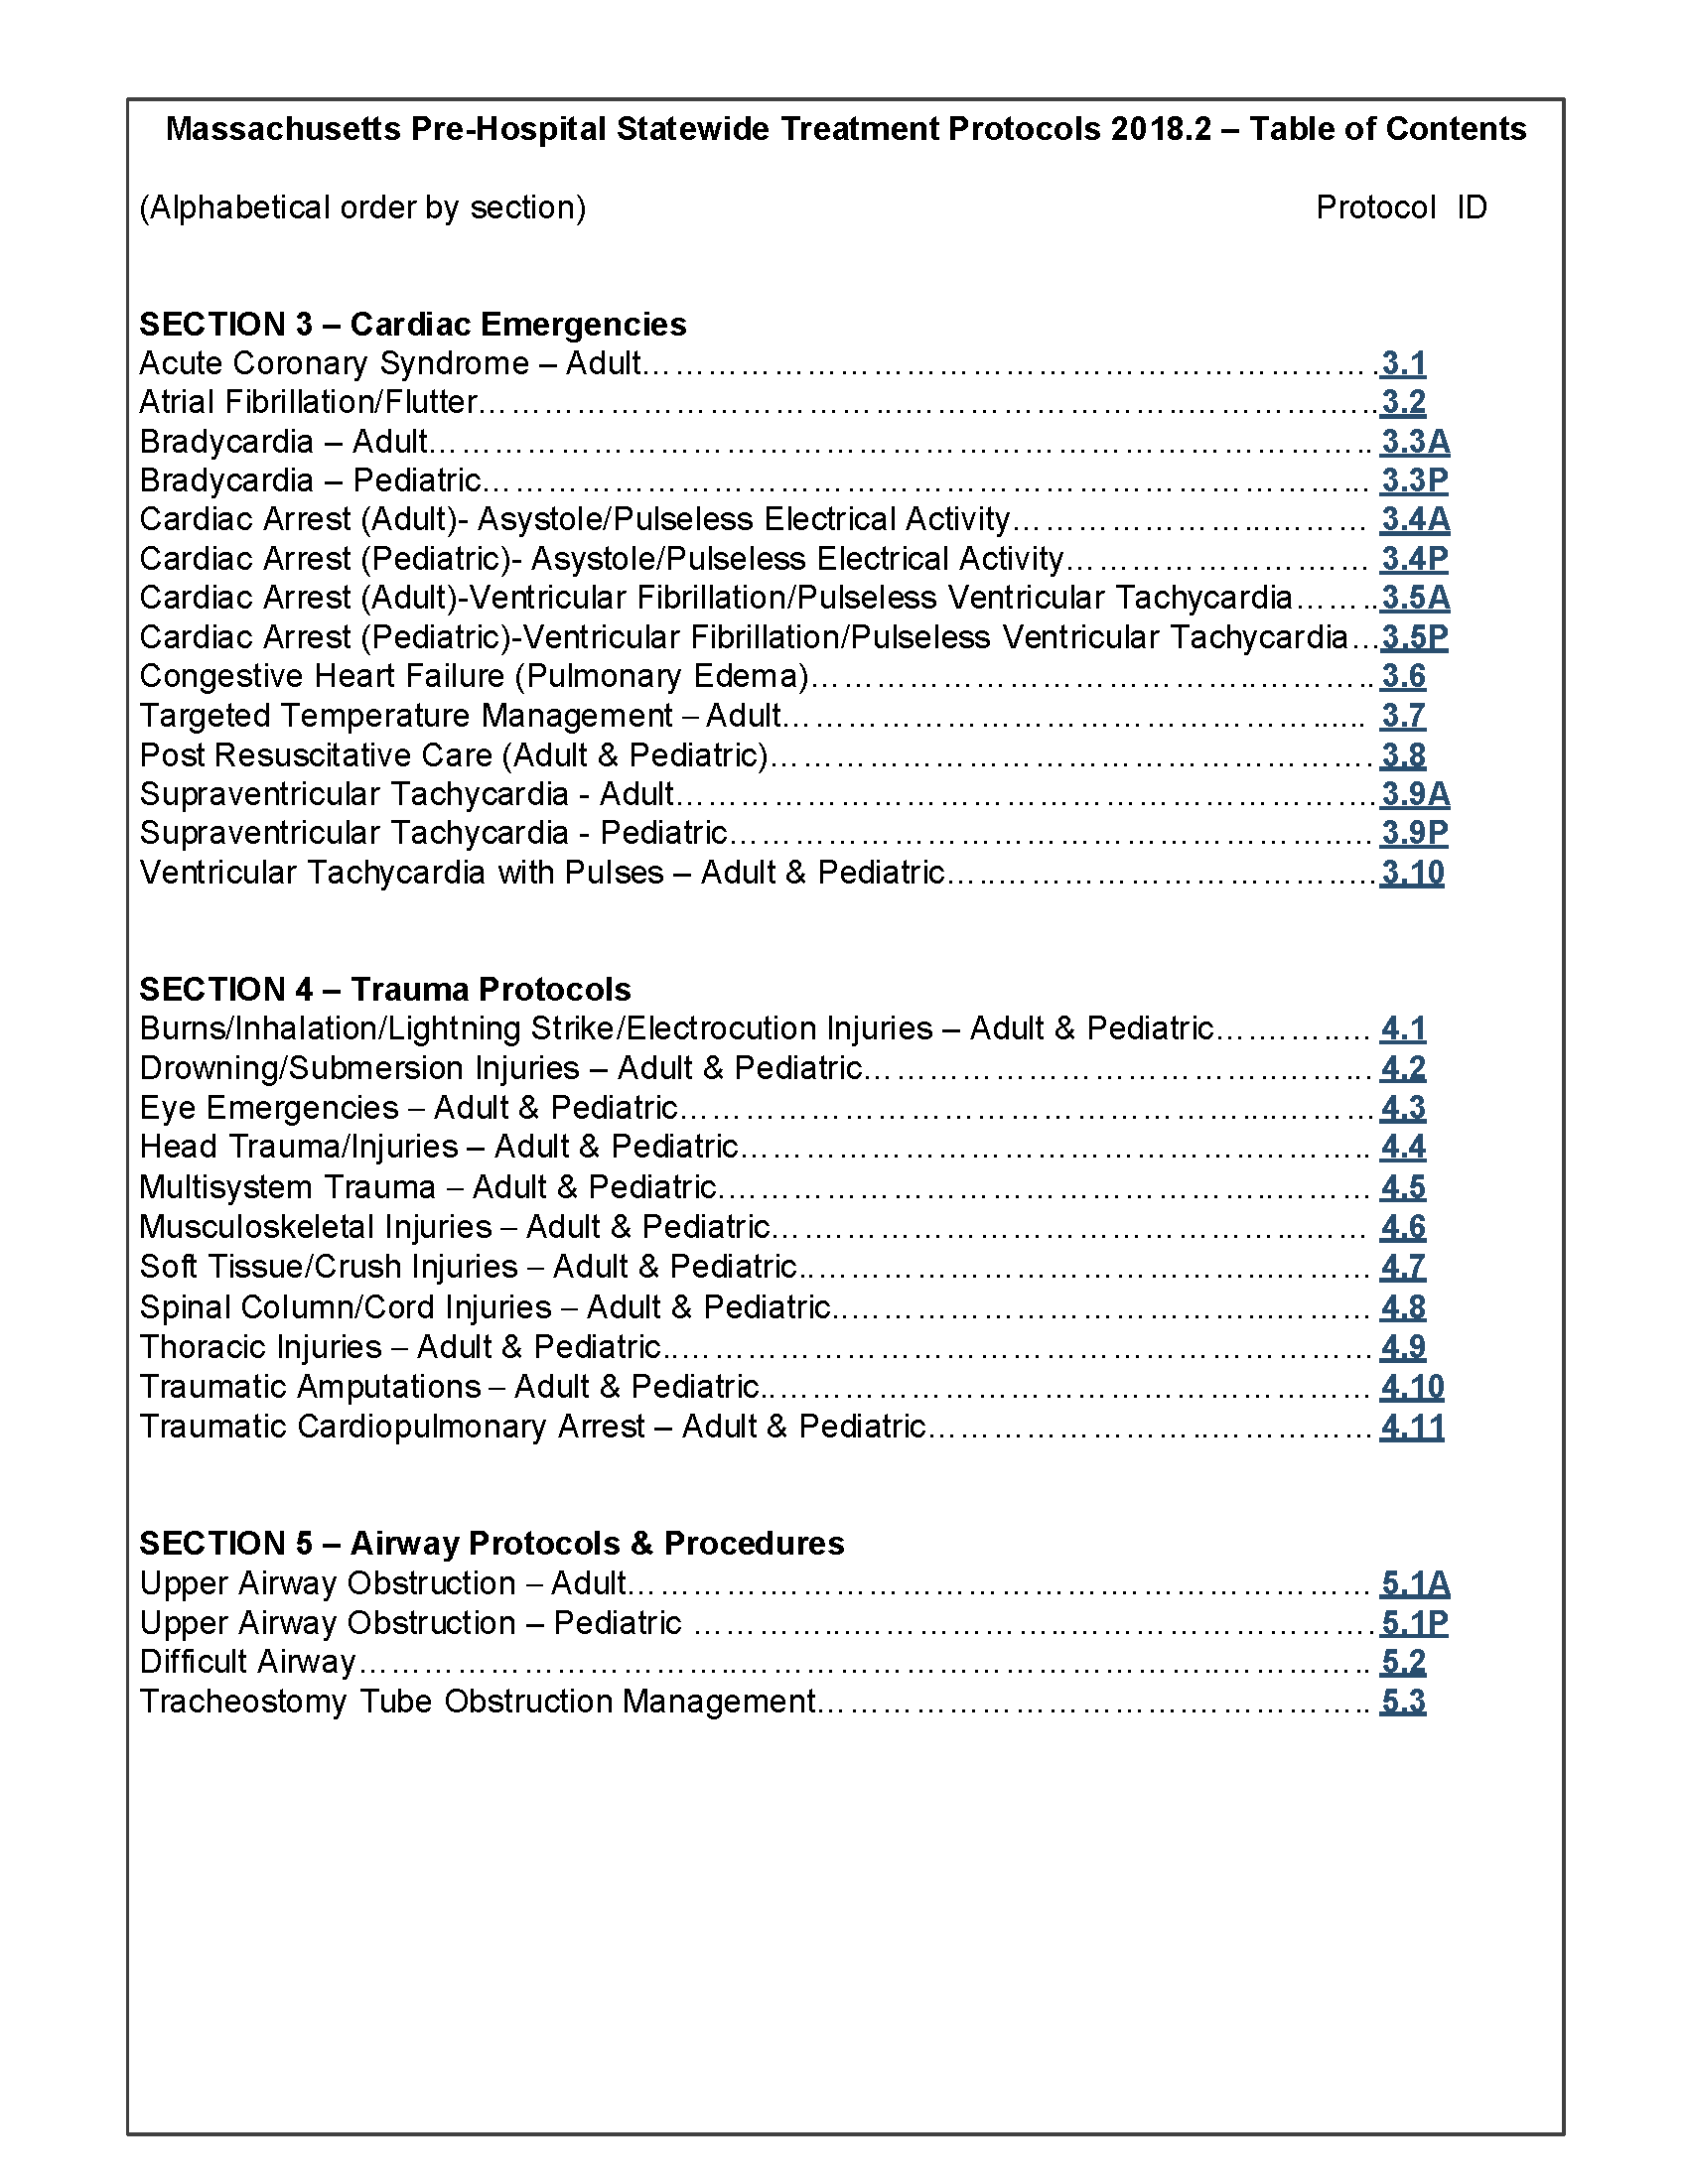 Massachusetts Pre-Hospital Statewide Treatment Protocols 2018.2 – Table of Contents
(Alphabetical order by section) Protocol ID
SECTION 3 – Cardiac Emergencies
Acute Coronary Syndrome – Adult…………………………………………………………….3.1
Atrial Fibrillation/Flutter………………………………..…………………….…………….…..3.2
Bradycardia – Adult……………………………………………………………………………….. 3.3A
Bradycardia – Pediatric…………………………………………………………………………... 3.3P
Cardiac Arrest (Adult)- Asystole/Pulseless Electrical Activity…………………..……… 3.4A
Cardiac Arrest (Pediatric)- Asystole/Pulseless Electrical Activity…………………….…… 3.4P
Cardiac Arrest (Adult)-Ventricular Fibrillation/Pulseless Ventricular Tachycardia……..3.5A
Cardiac Arrest (Pediatric)-Ventricular Fibrillation/Pulseless Ventricular Tachycardia…3.5P
Congestive Heart Failure (Pulmonary Edema)……………………………………..……….. 3.6
Targeted Temperature Management – Adult……………………………………………….... 3.7
Post Resuscitative Care (Adult & Pediatric)………………………………………………. 3.8
Supraventricular Tachycardia - Adult……………………………………………………….... 3.9A
Supraventricular Tachycardia - Pediatric……………………………………………………... 3.9P
Ventricular Tachycardia with Pulses – Adult & Pediatric…..…………………………..….3.10
SECTION 4 – Trauma Protocols
Burns/Inhalation/Lightning Strike/Electrocution Injuries – Adult & Pediatric………..… 4.1
Drowning/Submersion Injuries – Adult & Pediatric…………………………………..…….. 4.2
Eye Emergencies – Adult & Pediatric……………………………………………..…………… 4.3
Head Trauma/Injuries – Adult & Pediatric…………………………………………..……….. 4.4
Multisystem Trauma – Adult & Pediatric……………………………………………..……… 4.5
Musculoskeletal Injuries – Adult & Pediatric…………………………………………..…… 4.6
Soft Tissue/Crush Injuries – Adult & Pediatric..……………………………………..……… 4.7
Spinal Column/Cord Injuries – Adult & Pediatric..…………………………………..……… 4.8
Thoracic Injuries – Adult & Pediatric..……………………………………………………… 4.9
Traumatic Amputations – Adult & Pediatric..……………………………………………… 4.10
Traumatic Cardiopulmonary Arrest – Adult & Pediatric……………………..…………… 4.11
SECTION 5 – Airway Protocols & Procedures
Upper Airway Obstruction – Adult………………………………………………………………… 5.1A
Upper Airway Obstruction – Pediatric …………..…………………..………………………. 5.1P
Difficult Airway………………………………..………………………………………..………….. 5.2
Tracheostomy Tube Obstruction Management…………………………….…………….. 5.3